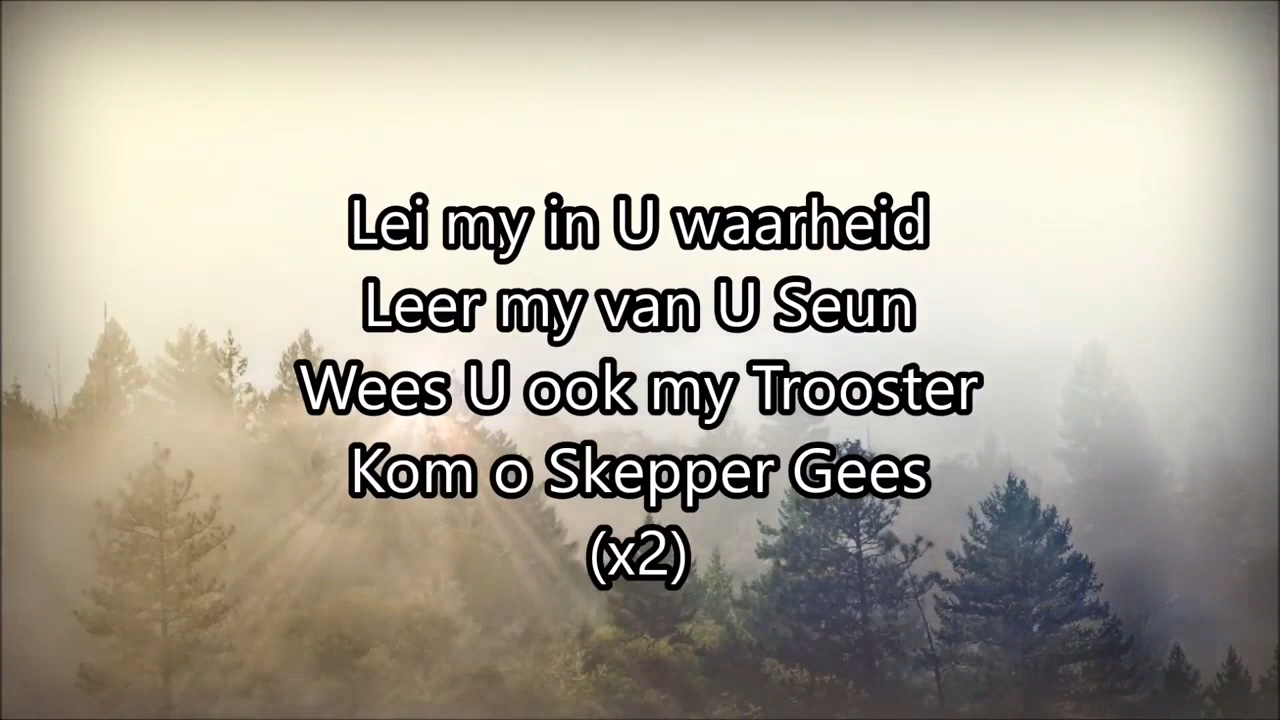 Lei my in U waarheid
Leer my van U Seun
Wees U ook my Trooster
Kom o Skepper Gees
(x2)